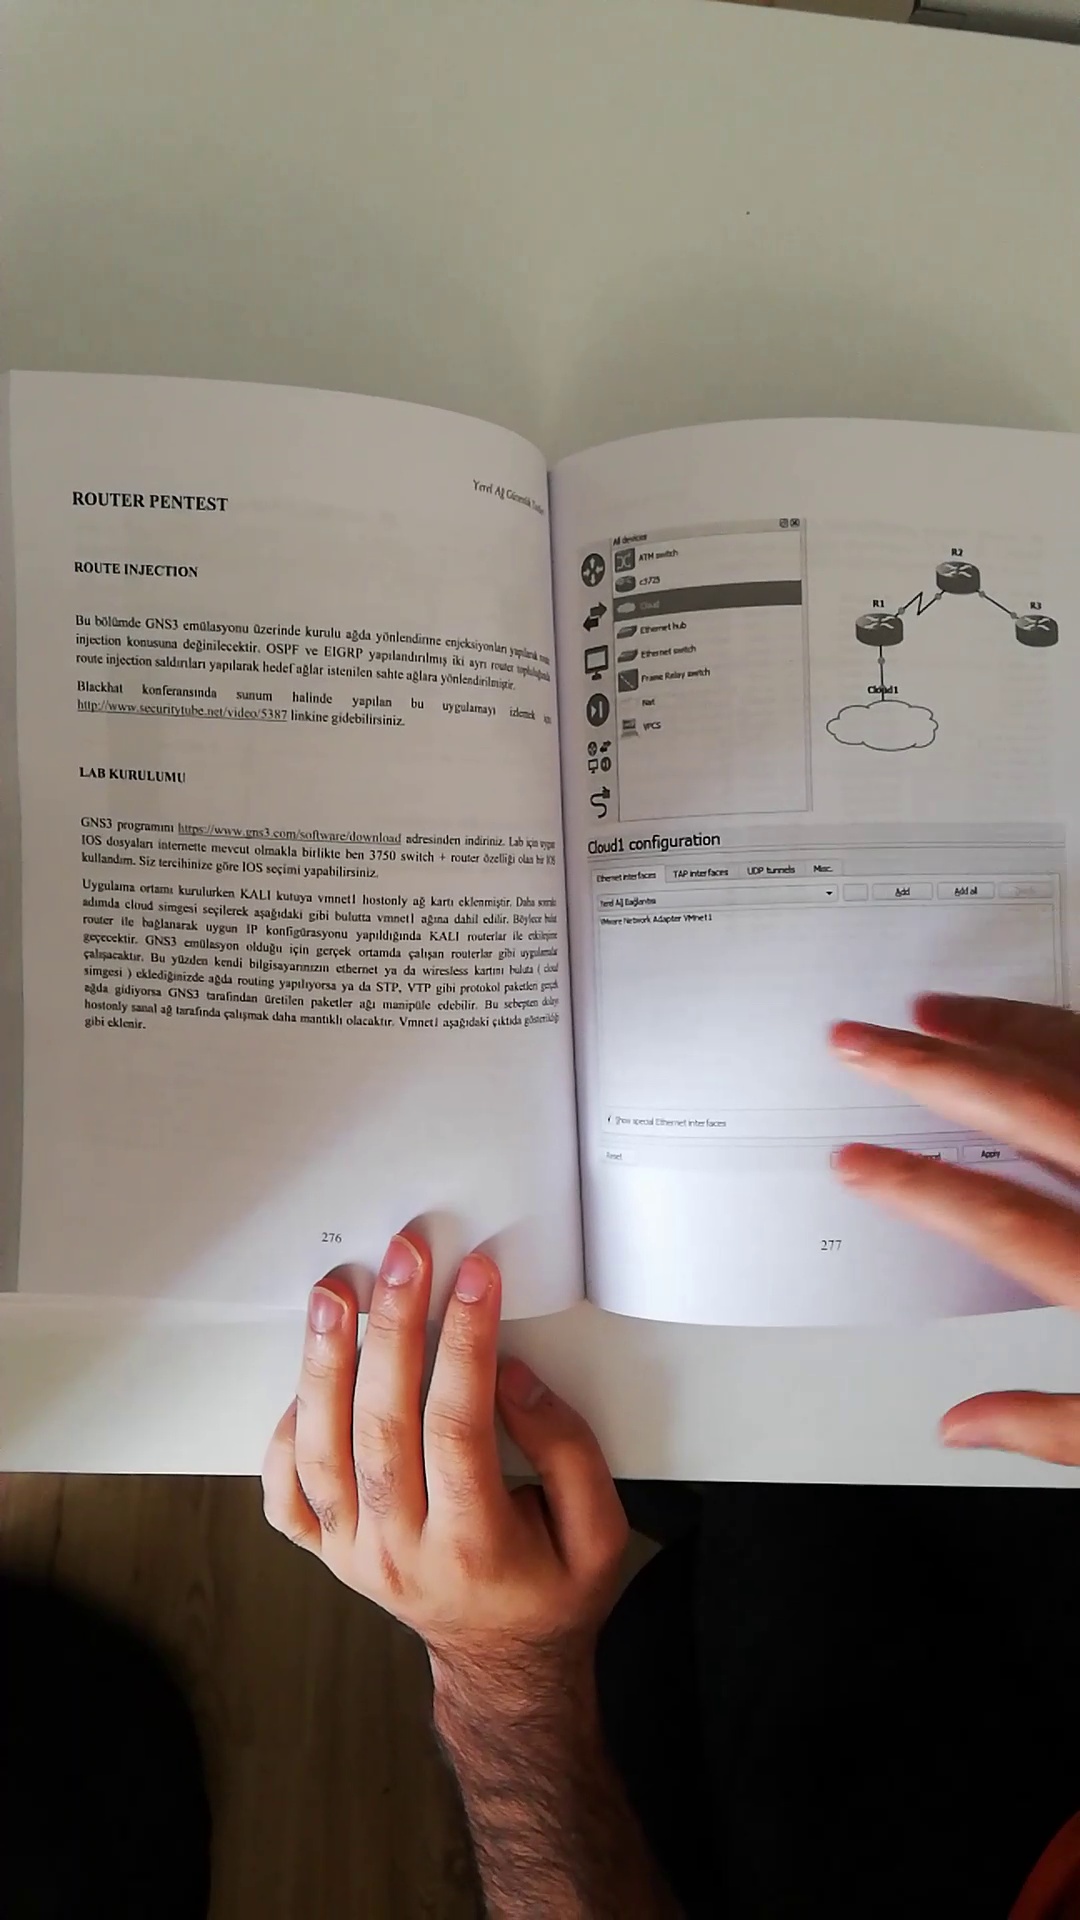 Yerel Ağ Güvenlik
ROUTER PENTEST
ROUTE INJECTION
Bu bölümde GNS3 emülasyonu üzerinde kurulu ağda yönlendirme enjeksiyonları yapılarak
injection konusuna değinilecektir. OSPF ve EIGRP yapılandırılmış iki ayrı router topluluğunda
route injection saldırıları yapılarak hedef ağlar istenilen sahte ağlara yönlendirilmiştir.
Blackhat konferansında sunum halinde yapılan bu uygulamayı izlemek için
http://www.securitytube.net/video/5387 linkine gidebilirsiniz.
LAB KURULUMU
GNS3 programını https://www.gns3.com/software/download adresinden indiriniz. Lab için uygun
IOS dosyaları internette mevcut olmakla birlikte ben 3750 switch + router özelliği olan bir IOS
kullandım. Siz tercihinize göre IOS seçimi yapabilirsiniz.
Uygulama ortamı kurulurken KALI kutuya vmnet1 hostonly ağ kartı eklenmiştir. Daha sonraki
adımda cloud simgesi seçilerek aşağıdaki gibi bulutta vmnet1 ağına dahil edilir. Böylece bulut
router ile bağlanarak uygun IP konfigürasyonu yapıldığında KALI routerlar ile etkileşime
geçecektir. GNS3 emülasyon olduğu için gerçek ortamda çalışan routerlar gibi uygulamalar
çalışacaktır. Bu yüzden kendi bilgisayarınızın ethernet ya da wiresless kartını buluta ( cloud
simgesi ) eklediğinizde ağda routing yapılıyorsa ya da STP, VTP gibi protokol paketleri gerçek
ağda gidiyorsa GNS3 tarafından üretilen paketler ağı manipüle edebilir. Bu sebepten dolayı
hostonly sanal ağ tarafında çalışmak daha mantıklı olacaktır. Vmnet1 aşağıdaki çıktıda gösterildiği
gibi eklenir.
276
All devices
ATM switch
c3725
Cloud
Ethernet hub
Ethernet switch
Frame Relay switch
Nat
VPCS
R2
R1
R3
Cloud1
Cloud1 configuration
Ethernet interfaces TAP interfaces UDP tunnels Misc.
Yerel Ağ Bağlantısı Add Add all
VMware Network Adapter VMnet1
Show special Ethernet interfaces
Reset Apply
277